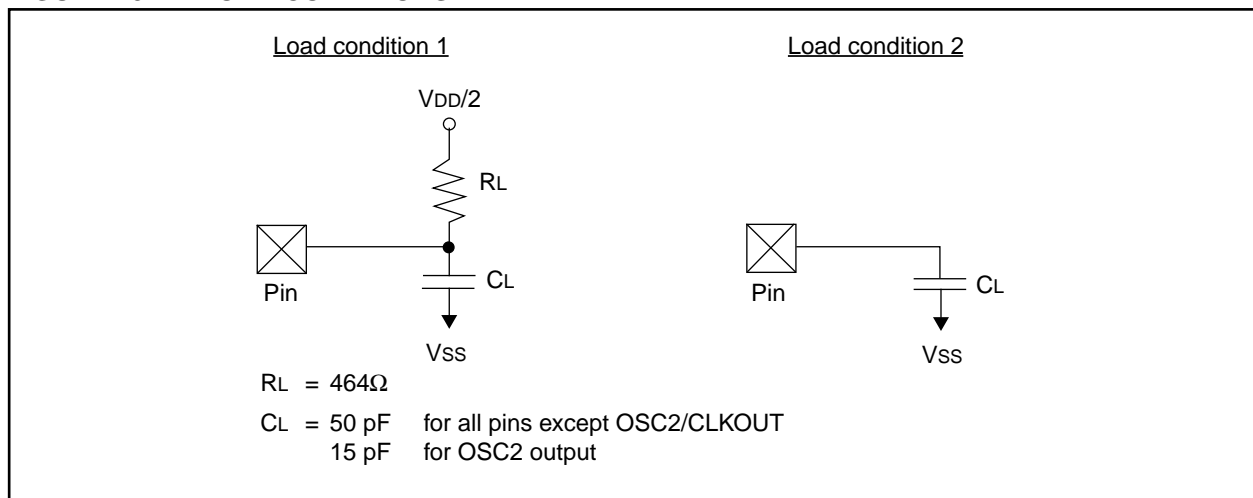 Load condition 1
Load condition 2
VDD/2
RL
CL
Pin
VSS
CL
Pin
VSS
RL = 464Ω
CL = 50 pF for all pins except OSC2/CLKOUT
15 pF for OSC2 output